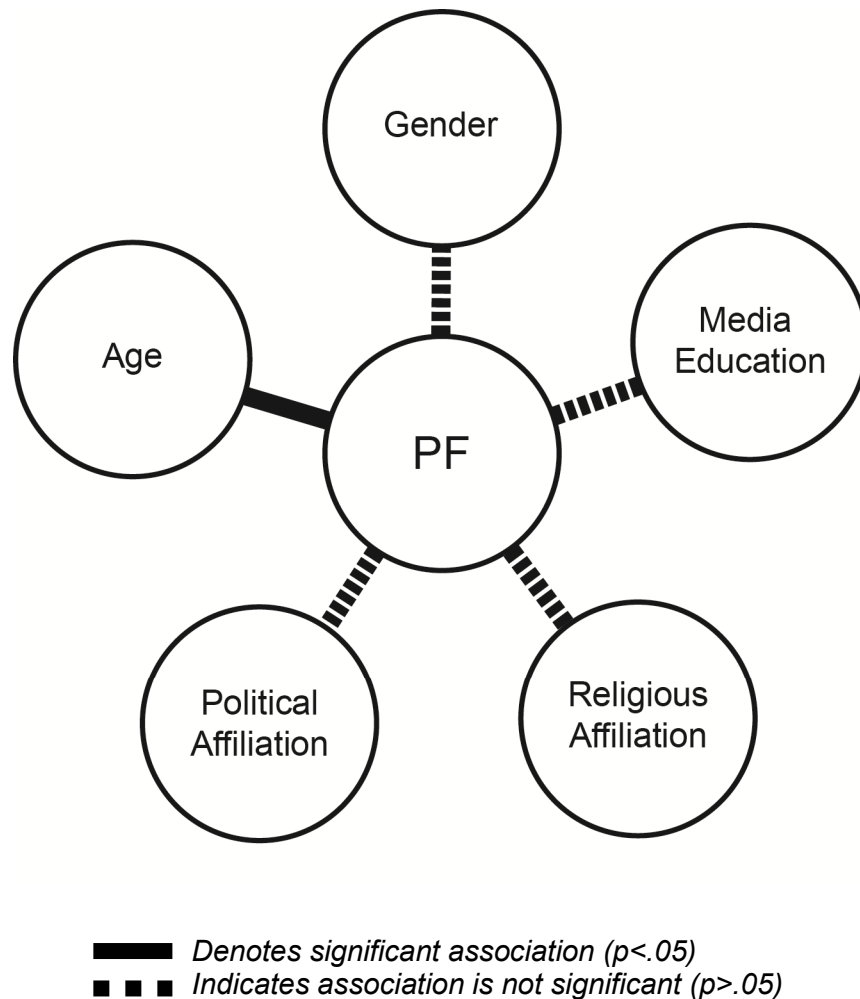 Gender
Media
Education
Age
PF
Political
Affiliation
Religious
Affiliation
Denotes significant association (p<.05)
Indicates association is not significant (p>.05)